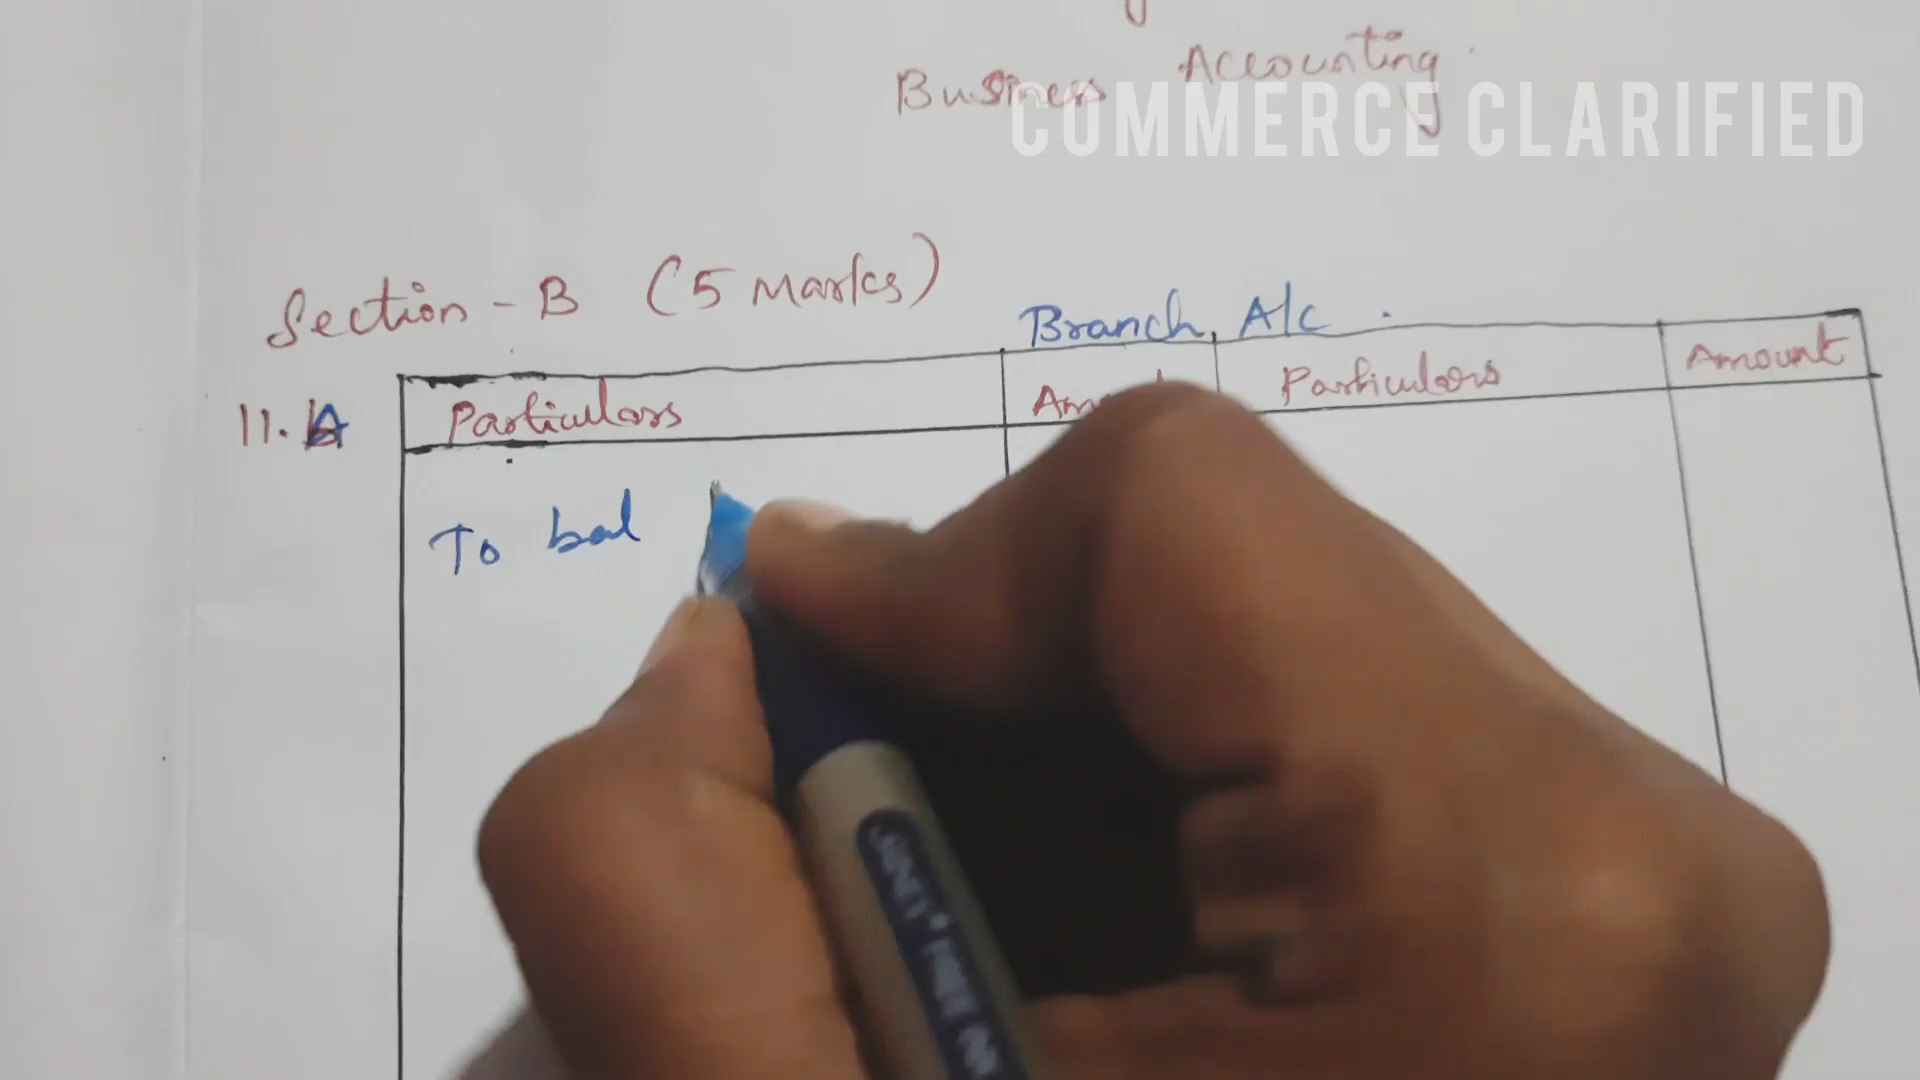 Business Accounting
COMMERCE CLARIFIED
Section - B (5 Marks)
Branch A/c
11. A
Particulars
Particulars Amount
To bal